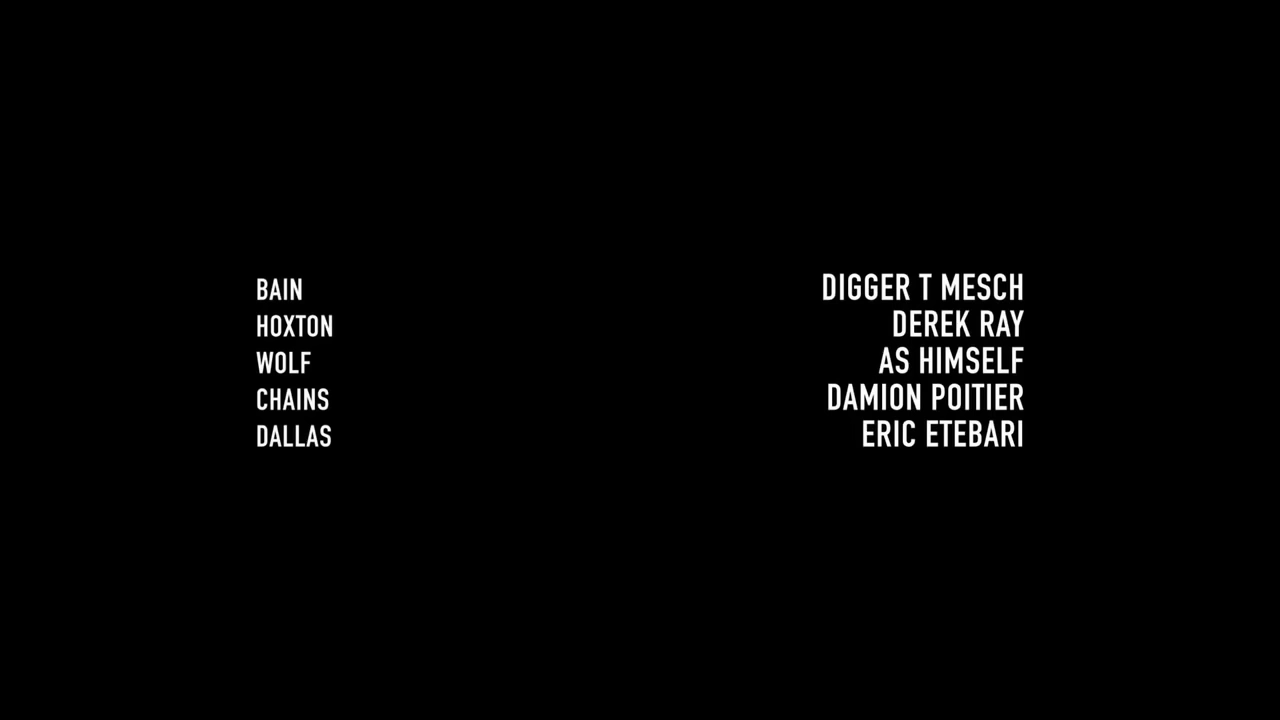 BAIN DIGGER T MESCH
HOXTON DEREK RAY
WOLF AS HIMSELF
CHAINS DAMION POITIER
DALLAS ERIC ETEBARI